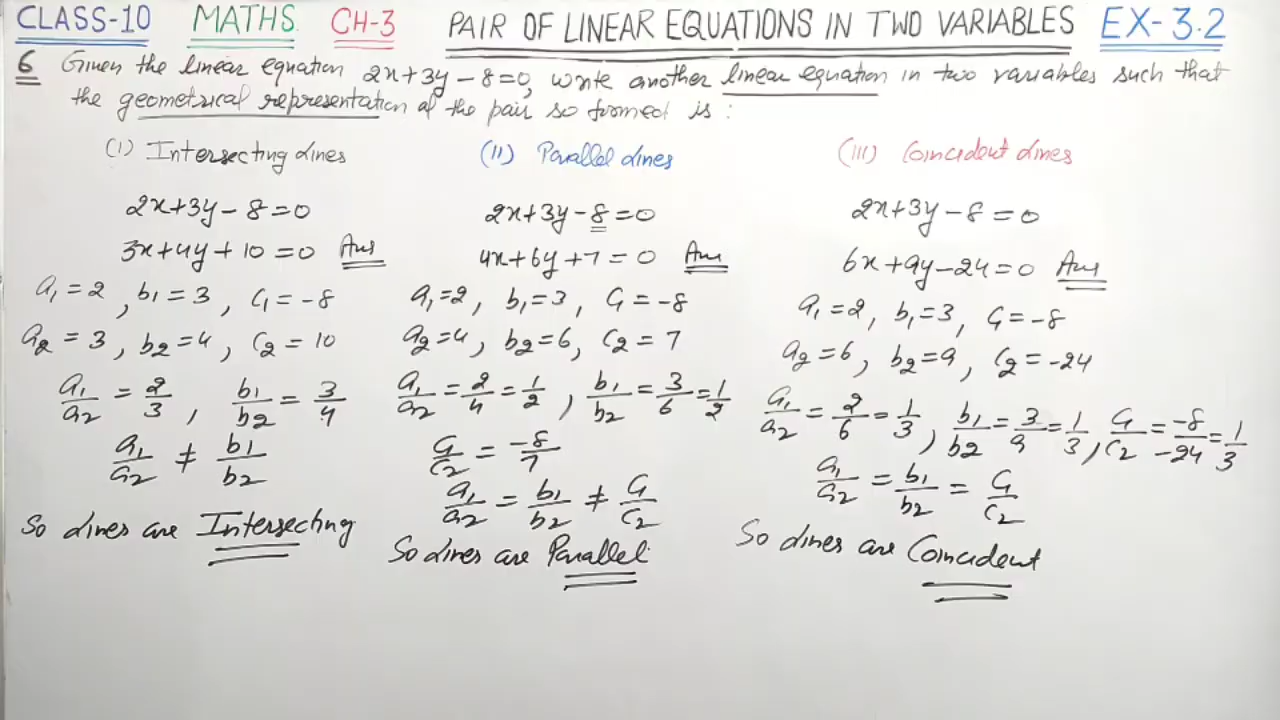 CLASS-10 MATHS. CH-3 PAIR OF LINEAR EQUATIONS IN TWO VARIABLES EX-3.2
6 Given the linear equation 2x+3y-8=0, write another linear equation in two variables such that
the geometrical representation of the pair so formed is :
(i) Intersecting Lines
2x+3y-8=0
3x+4y+10=0 Ans
a₁=2, b₁=3, c₁=-8
a₂=3, b₂=4, c₂=10
a₁/a₂ = 2/3, b₁/b₂ = 3/4
a₁/a₂ ≠ b₁/b₂
So Lines are Intersecting
(ii) Parallel Lines
2x+3y-8=0
4x+6y+7=0 Ans
a₁=2, b₁=3, c₁=-8
a₂=4, b₂=6, c₂=7
a₁/a₂ = 2/4 = 1/2, b₁/b₂ = 3/6 = 1/2
c₁/c₂ = -8/7
a₁/a₂ = b₁/b₂ ≠ c₁/c₂
So Lines are Parallel
(iii) Coincident Lines
2x+3y-8=0
6x+9y-24=0 Ans
a₁=2, b₁=3, c₁=-8
a₂=6, b₂=9, c₂=-24
a₁/a₂ = 2/6 = 1/3, b₁/b₂ = 3/9 = 1/3, c₁/c₂ = -8/-24 = 1/3
a₁/a₂ = b₁/b₂ = c₁/c₂
So Lines are Coincident